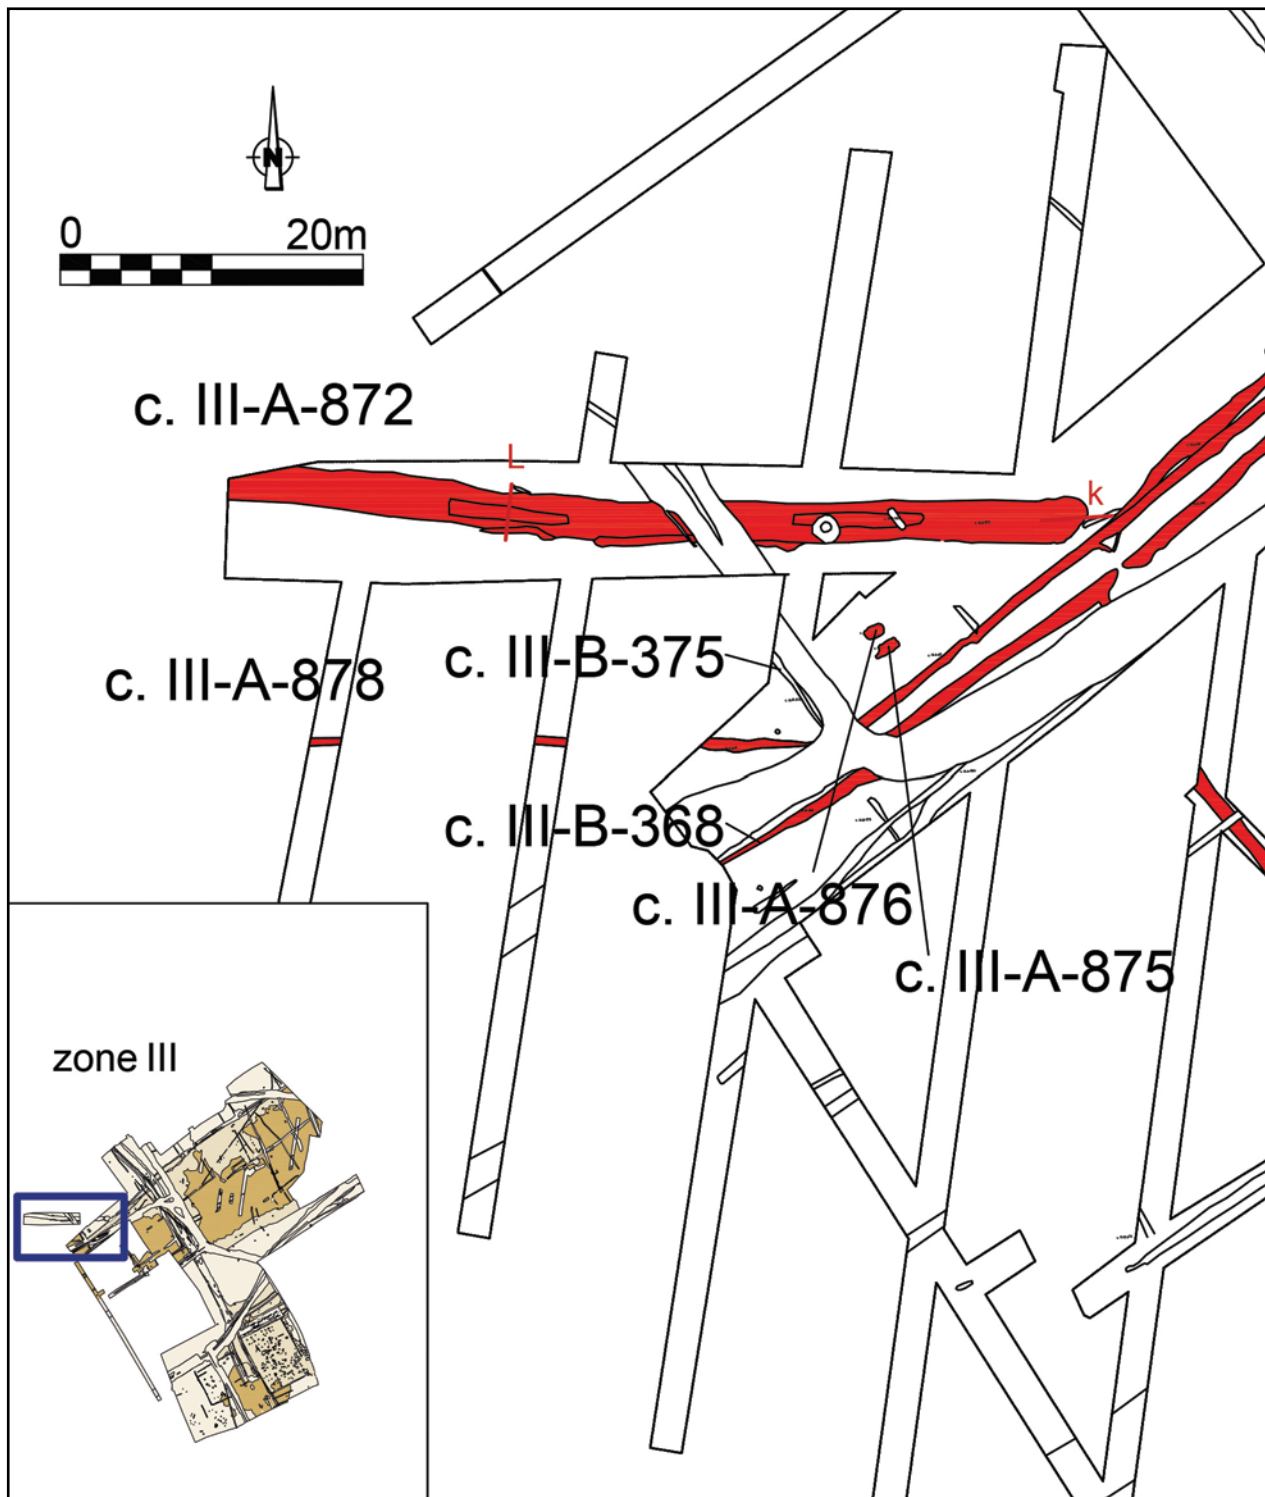 N
0 20m
c. III-A-872
L
k
c. III-A-878
c. III-B-375
c. III-B-368
c. III-A-876
c. III-A-875
zone III